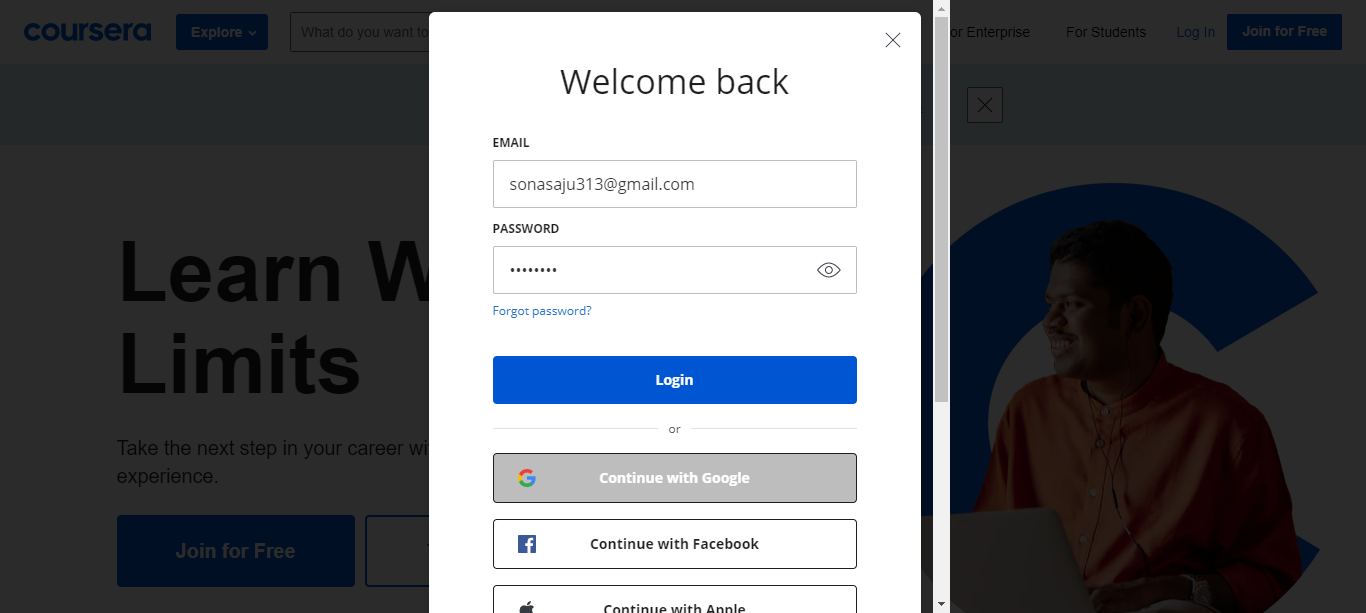 coursera
Explore
What do you want to
or Enterprise
For Students
Log In
Join for Free
Welcome back
EMAIL
sonasaju313@gmail.com
PASSWORD
••••••••
Forgot password?
Login
or
Continue with Google
Continue with Facebook
Continue with Apple
Learn W
Limits
Take the next step in your career wi
experience.
Join for Free